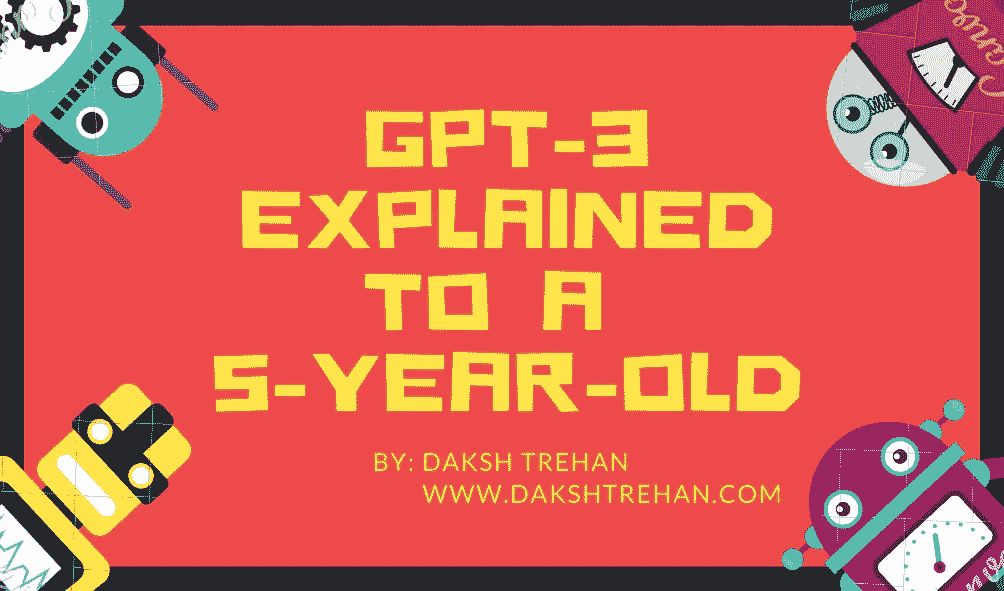 GPT-3
EXPLAINED
TO A
5-YEAR-OLD
BY: DAKSH TREHAN
WWW.DAKSHTREHAN.COM